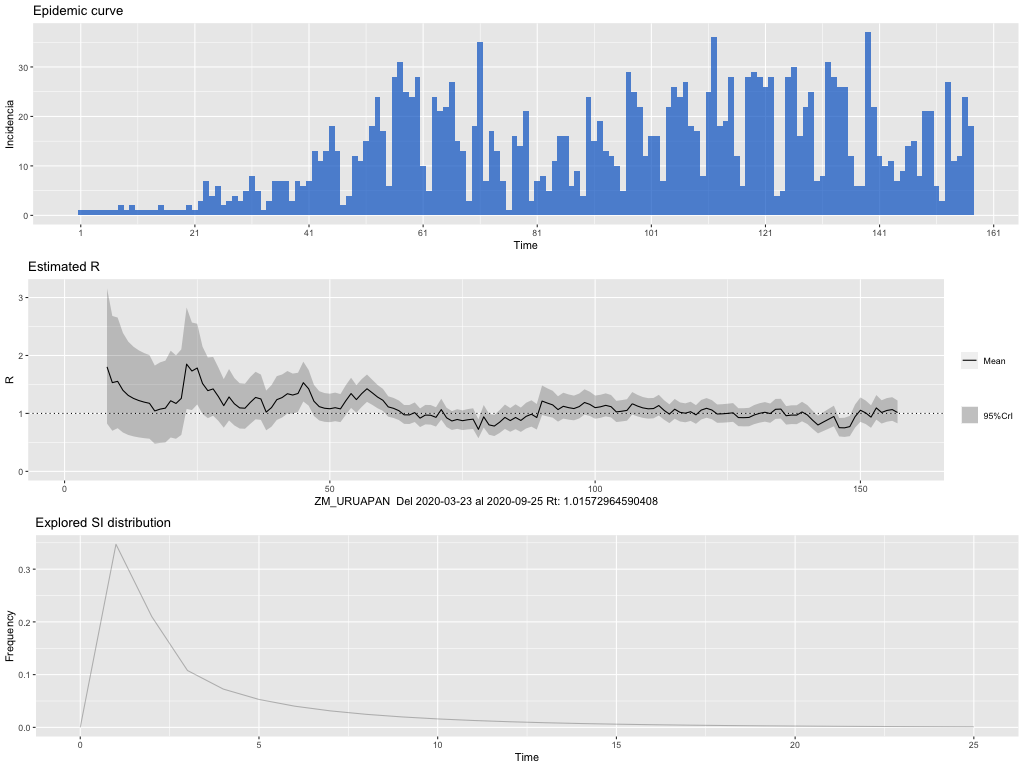 Epidemic curve
Incidencia
30
20
10
0
1 21 41 61 81 101 121 141 161
Time
Estimated R
R
3
2
1
0
0 50 100 150
ZM_URUAPAN Del 2020-03-23 al 2020-09-25 Rt: 1.01572964590408
Mean
95%CrI
Explored SI distribution
Frequency
0.3
0.2
0.1
0.0
0 5 10 15 20 25
Time